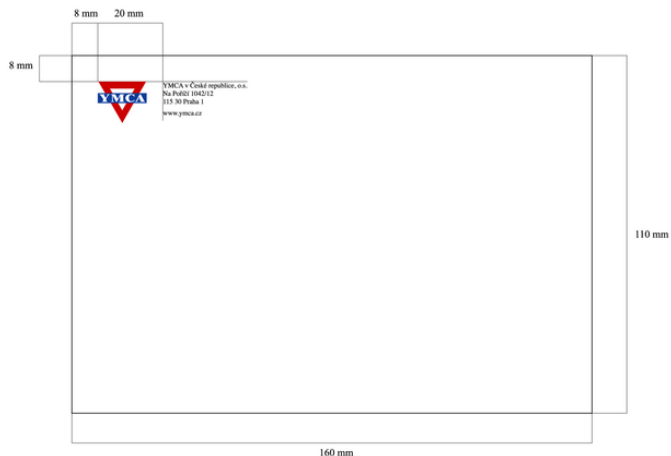 8 mm 20 mm
8 mm
YMCA
YMCA v České republice, o.s.
Na Poříčí 1042/12
115 30 Praha 1
www.ymca.cz
110 mm
160 mm